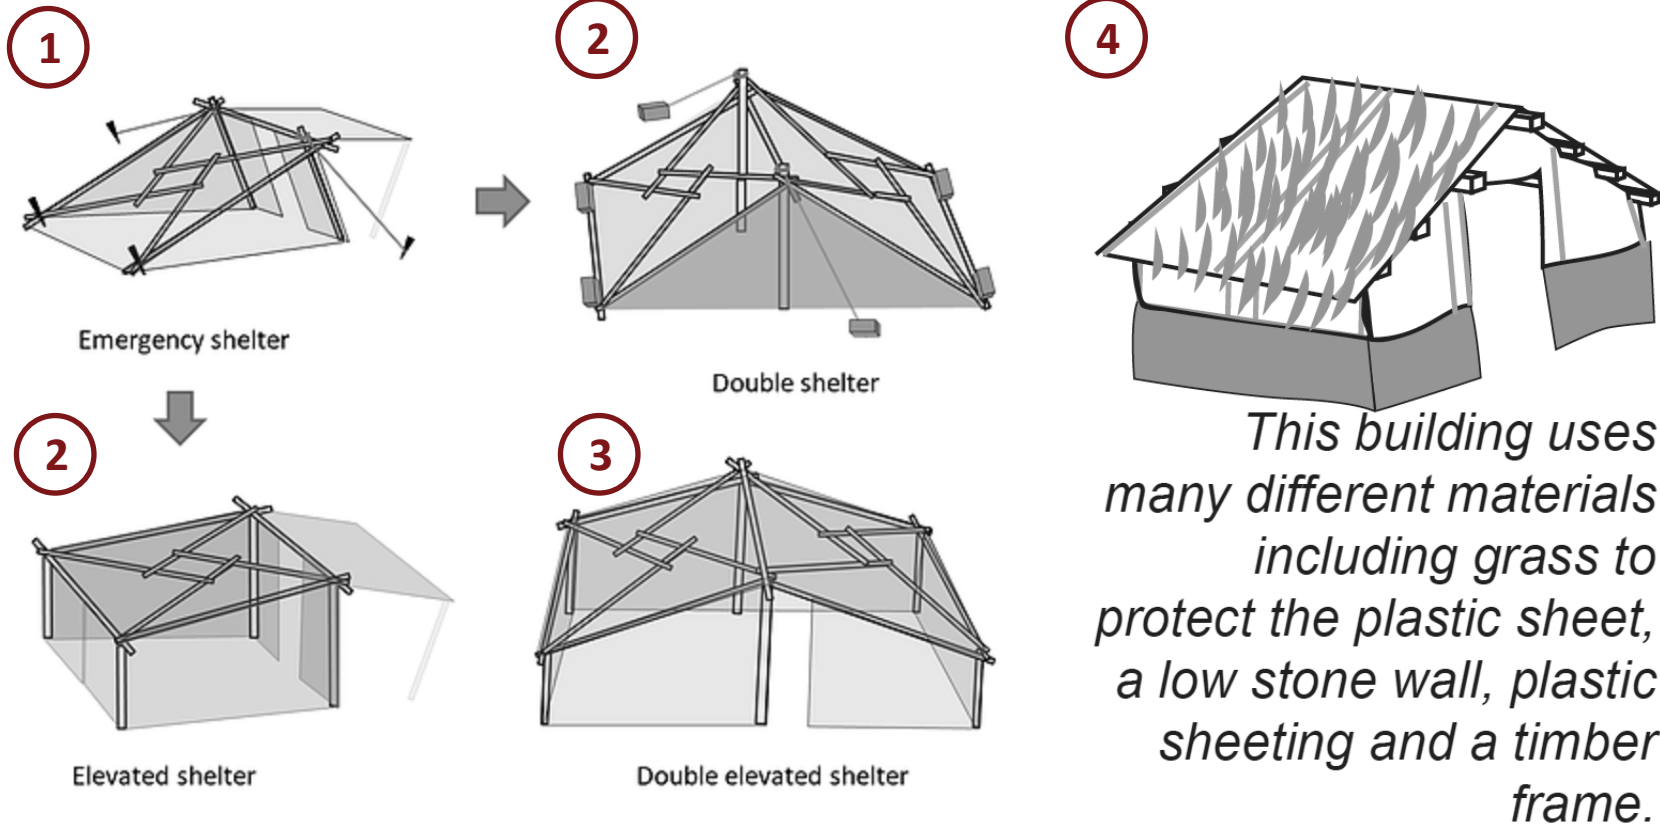 1
Emergency shelter
2
Double shelter
2
Elevated shelter
3
Double elevated shelter
4
This building uses
many different materials
including grass to
protect the plastic sheet,
a low stone wall, plastic
sheeting and a timber
frame.